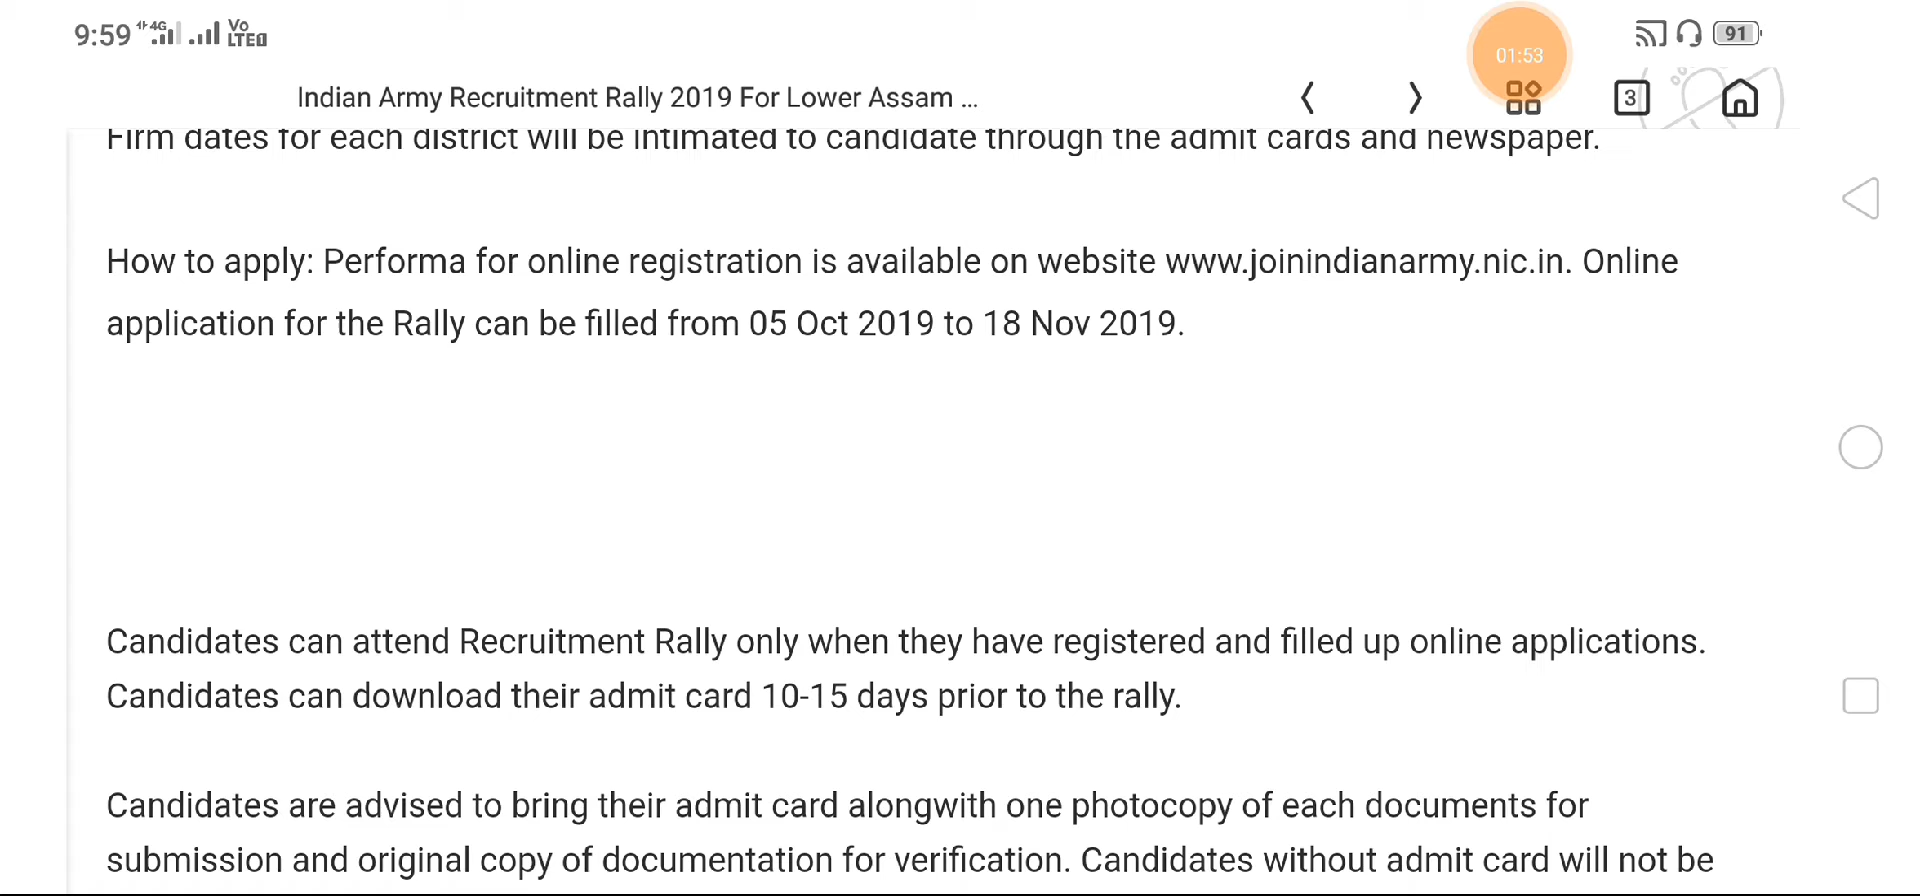 9:59 4G Vo LTE 01:53 91
Indian Army Recruitment Rally 2019 For Lower Assam ... 3
Firm dates for each district will be intimated to candidate through the admit cards and newspaper.
How to apply: Performa for online registration is available on website www.joinindianarmy.nic.in. Online
application for the Rally can be filled from 05 Oct 2019 to 18 Nov 2019.
Candidates can attend Recruitment Rally only when they have registered and filled up online applications.
Candidates can download their admit card 10-15 days prior to the rally.
Candidates are advised to bring their admit card alongwith one photocopy of each documents for
submission and original copy of documentation for verification. Candidates without admit card will not be